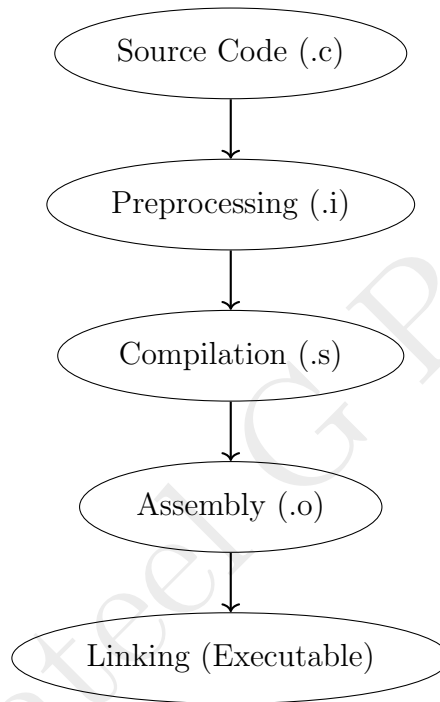 Source Code (.c)
Preprocessing (.i)
Compilation (.s)
Assembly (.o)
Linking (Executable)